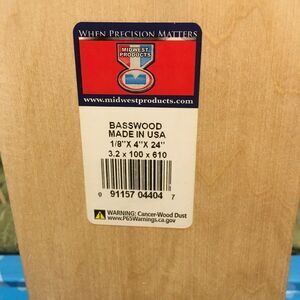 WHEN PRECISION MATTERS
MIDWEST
PRODUCTS
www.midwestproducts.com
BASSWOOD
MADE IN USA
1/8"X 4"X 24"
3.2 x 100 x 610
0 91157 04404 7
WARNING: Cancer-Wood Dust
www.P65Warnings.ca.gov